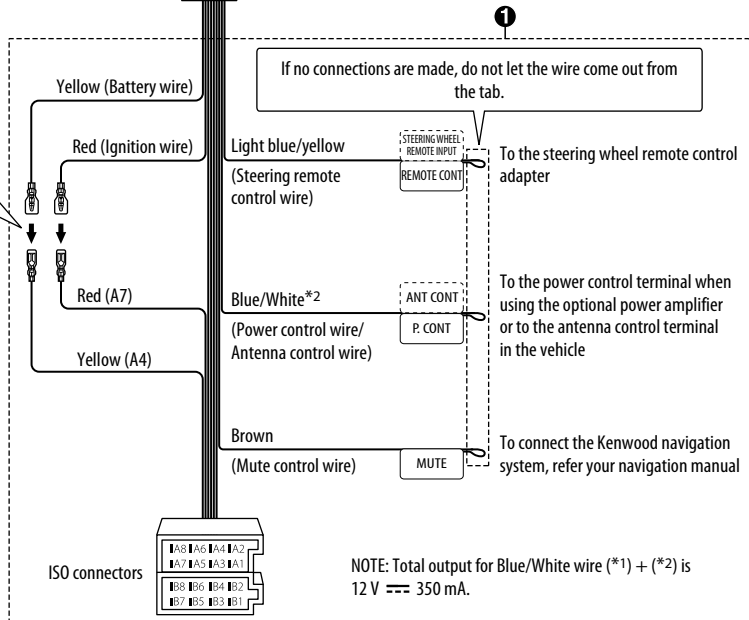 ❶
If no connections are made, do not let the wire come out from
the tab.
Yellow (Battery wire)
Red (Ignition wire)
Light blue/yellow
(Steering remote
control wire)
STEERING WHEEL
REMOTE INPUT
REMOTE CONT
To the steering wheel remote control
adapter
Red (A7)
Yellow (A4)
Blue/White*2
(Power control wire/
Antenna control wire)
ANT CONT
P. CONT
To the power control terminal when
using the optional power amplifier
or to the antenna control terminal
in the vehicle
Brown
(Mute control wire)
MUTE
To connect the Kenwood navigation
system, refer your navigation manual
ISO connectors
A8 A6 A4 A2
A7 A5 A3 A1
B8 B6 B4 B2
B7 B5 B3 B1
NOTE: Total output for Blue/White wire (*1) + (*2) is
12 V ⎓ 350 mA.